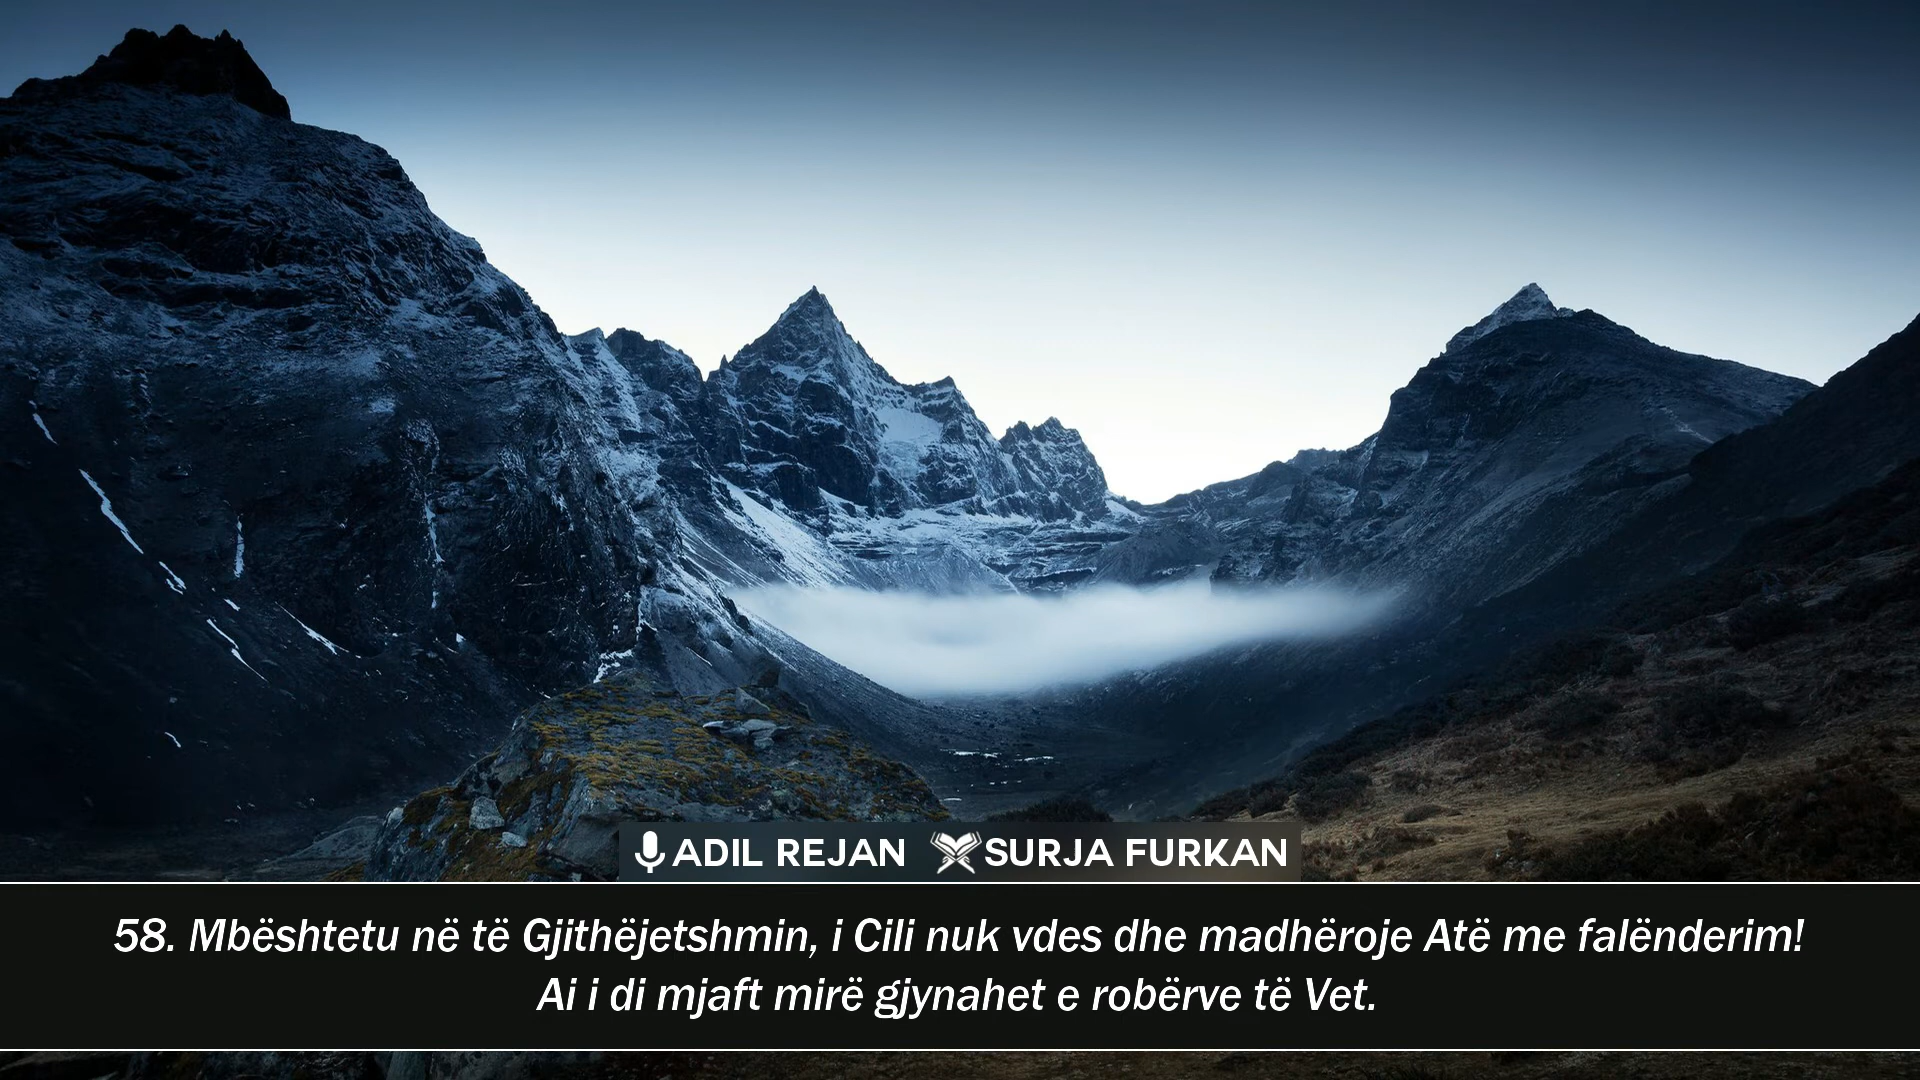 ADIL REJAN SURJA FURKAN
58. Mbështetu në të Gjithëjetshmin, i Cili nuk vdes dhe madhëroje Atë me falënderim!
Ai i di mjaft mirë gjynahet e robërve të Vet.